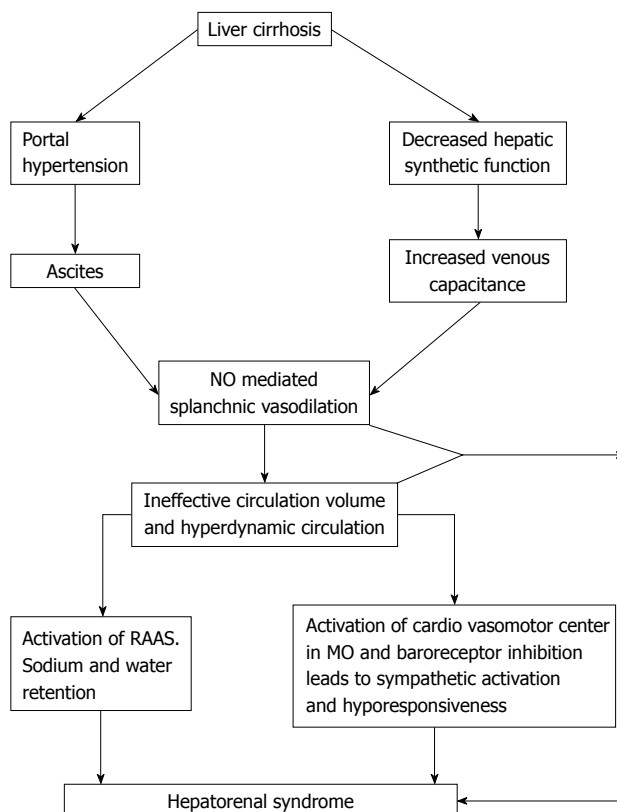 Liver cirrhosis
Portal
hypertension
Decreased hepatic
synthetic function
Ascites
Increased venous
capacitance
NO mediated
splanchnic vasodilation
Ineffective circulation volume
and hyperdynamic circulation
Activation of RAAS.
Sodium and water
retention
Activation of cardio vasomotor center
in MO and baroreceptor inhibition
leads to sympathetic activation
and hyporesponsiveness
Hepatorenal syndrome